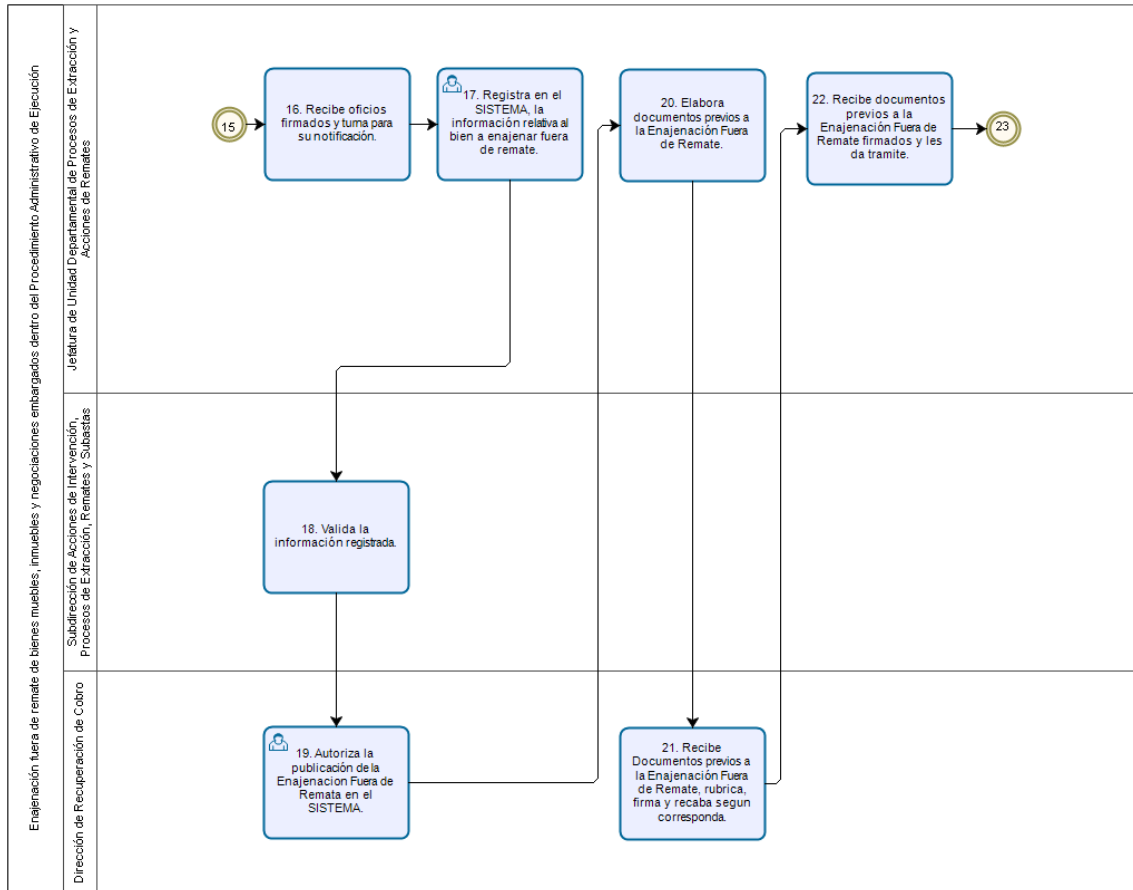 Enajenación fuera de remate de bienes muebles, inmuebles y negociaciones embargados dentro del Procedimiento Administrativo de Ejecución
Jefatura de Unidad Departamental de Procesos de Extracción y
Acciones de Remates
15
16. Recibe oficios
firmados y turna para
su notificación.
17. Registra en el
SISTEMA, la
información relativa al
bien a enajenar fuera
de remate.
20. Elabora
documentos previos a
la Enajenación Fuera
de Remate.
22. Recibe documentos
previos a la
Enajenación Fuera de
Remate firmados y les
da tramite.
23
Subdirección de Acciones de Intervención,
Procesos de Extracción, Remates y Subastas
18. Valida la
información registrada.
Dirección de Recuperación de Cobro
19. Autoriza la
publicación de la
Enajenacion Fuera de
Remata en el
SISTEMA.
21. Recibe
Documentos previos a
la Enajenación Fuera
de Remate, rubrica,
firma y recaba segun
corresponda.